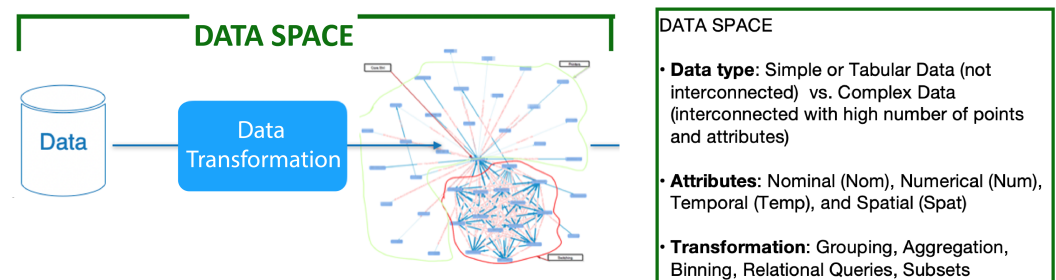 DATA SPACE
Data
Data
Transformation
DATA SPACE
• Data type: Simple or Tabular Data (not
interconnected)  vs. Complex Data
(interconnected with high number of points
and attributes)
• Attributes: Nominal (Nom), Numerical (Num),
Temporal (Temp), and Spatial (Spat)
• Transformation: Grouping, Aggregation,
Binning, Relational Queries, Subsets